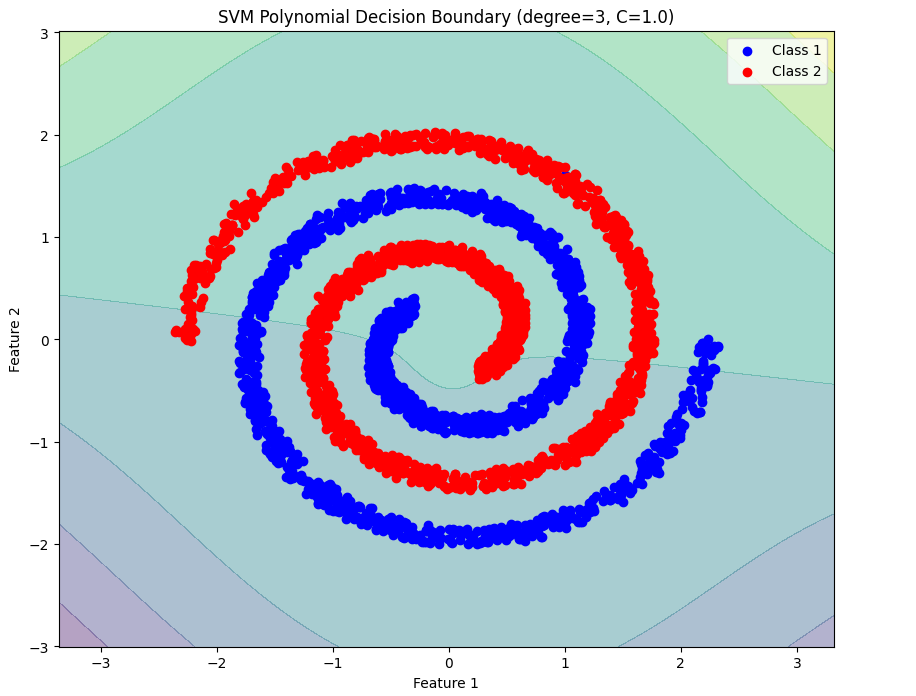 SVM Polynomial Decision Boundary (degree=3, C=1.0)
Class 1
Class 2
3
2
1
0
−1
−2
−3
Feature 2
−3
−2
−1
0
1
2
3
Feature 1